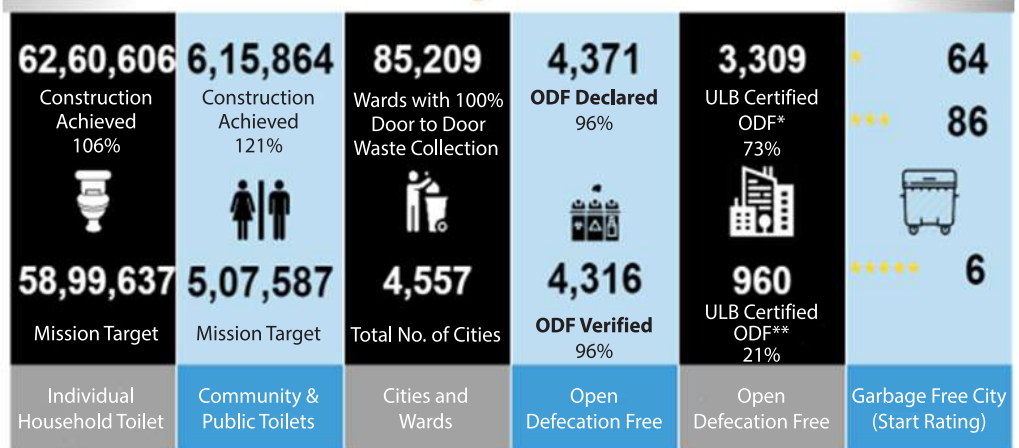 62,60,606
Construction
Achieved
106%
58,99,637
Mission Target
Individual
Household Toilet
6,15,864
Construction
Achieved
121%
5,07,587
Mission Target
Community &
Public Toilets
85,209
Wards with 100%
Door to Door
Waste Collection
4,557
Total No. of Cities
Cities and
Wards
4,371
ODF Declared
96%
4,316
ODF Verified
96%
Open
Defecation Free
3,309
ULB Certified
ODF*
73%
960
ULB Certified
ODF**
21%
Open
Defecation Free
64
86
6
Garbage Free City
(Start Rating)